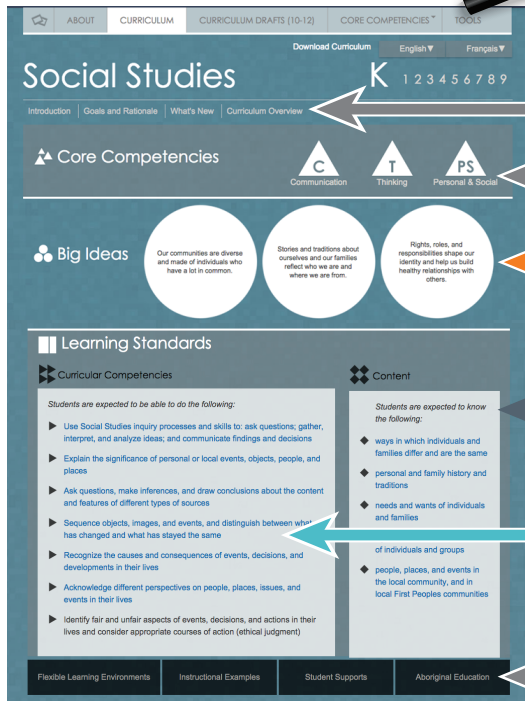 ABOUT CURRICULUM CURRICULUM DRAFTS (10-12) CORE COMPETENCIES TOOLS
Download Curriculum English Français
Social Studies K 1 2 3 4 5 6 7 8 9
Introduction Goals and Rationale What's New Curriculum Overview
Core Competencies
C T PS
Communication Thinking Personal & Social
Big Ideas
Our communities are diverse
and made of individuals who
have a lot in common.
Stories and traditions about
ourselves and our families
reflect who we are and
where we are from.
Rights, roles, and
responsibilities shape our
identity and help us build
healthy relationships with
others.
Learning Standards
Curricular Competencies
Students are expected to be able to do the following:
Use Social Studies inquiry processes and skills to: ask questions; gather,
interpret, and analyze ideas; and communicate findings and decisions
Explain the significance of personal or local events, objects, people, and
places
Ask questions, make inferences, and draw conclusions about the content
and features of different types of sources
Sequence objects, images, and events, and distinguish between what
has changed and what has stayed the same
Recognize the causes and consequences of events, decisions, and
developments in their lives
Acknowledge different perspectives on people, places, issues, and
events in their lives
Identify fair and unfair aspects of events, decisions, and actions in their
lives and consider appropriate courses of action (ethical judgment)
Content
Students are expected to know
the following:
ways in which individuals and
families differ and are the same
personal and family history and
traditions
needs and wants of individuals
and families
of individuals and groups
people, places, and events in
the local community, and in
local First Peoples communities
Flexible Learning Environments Instructional Examples Student Supports Aboriginal Education